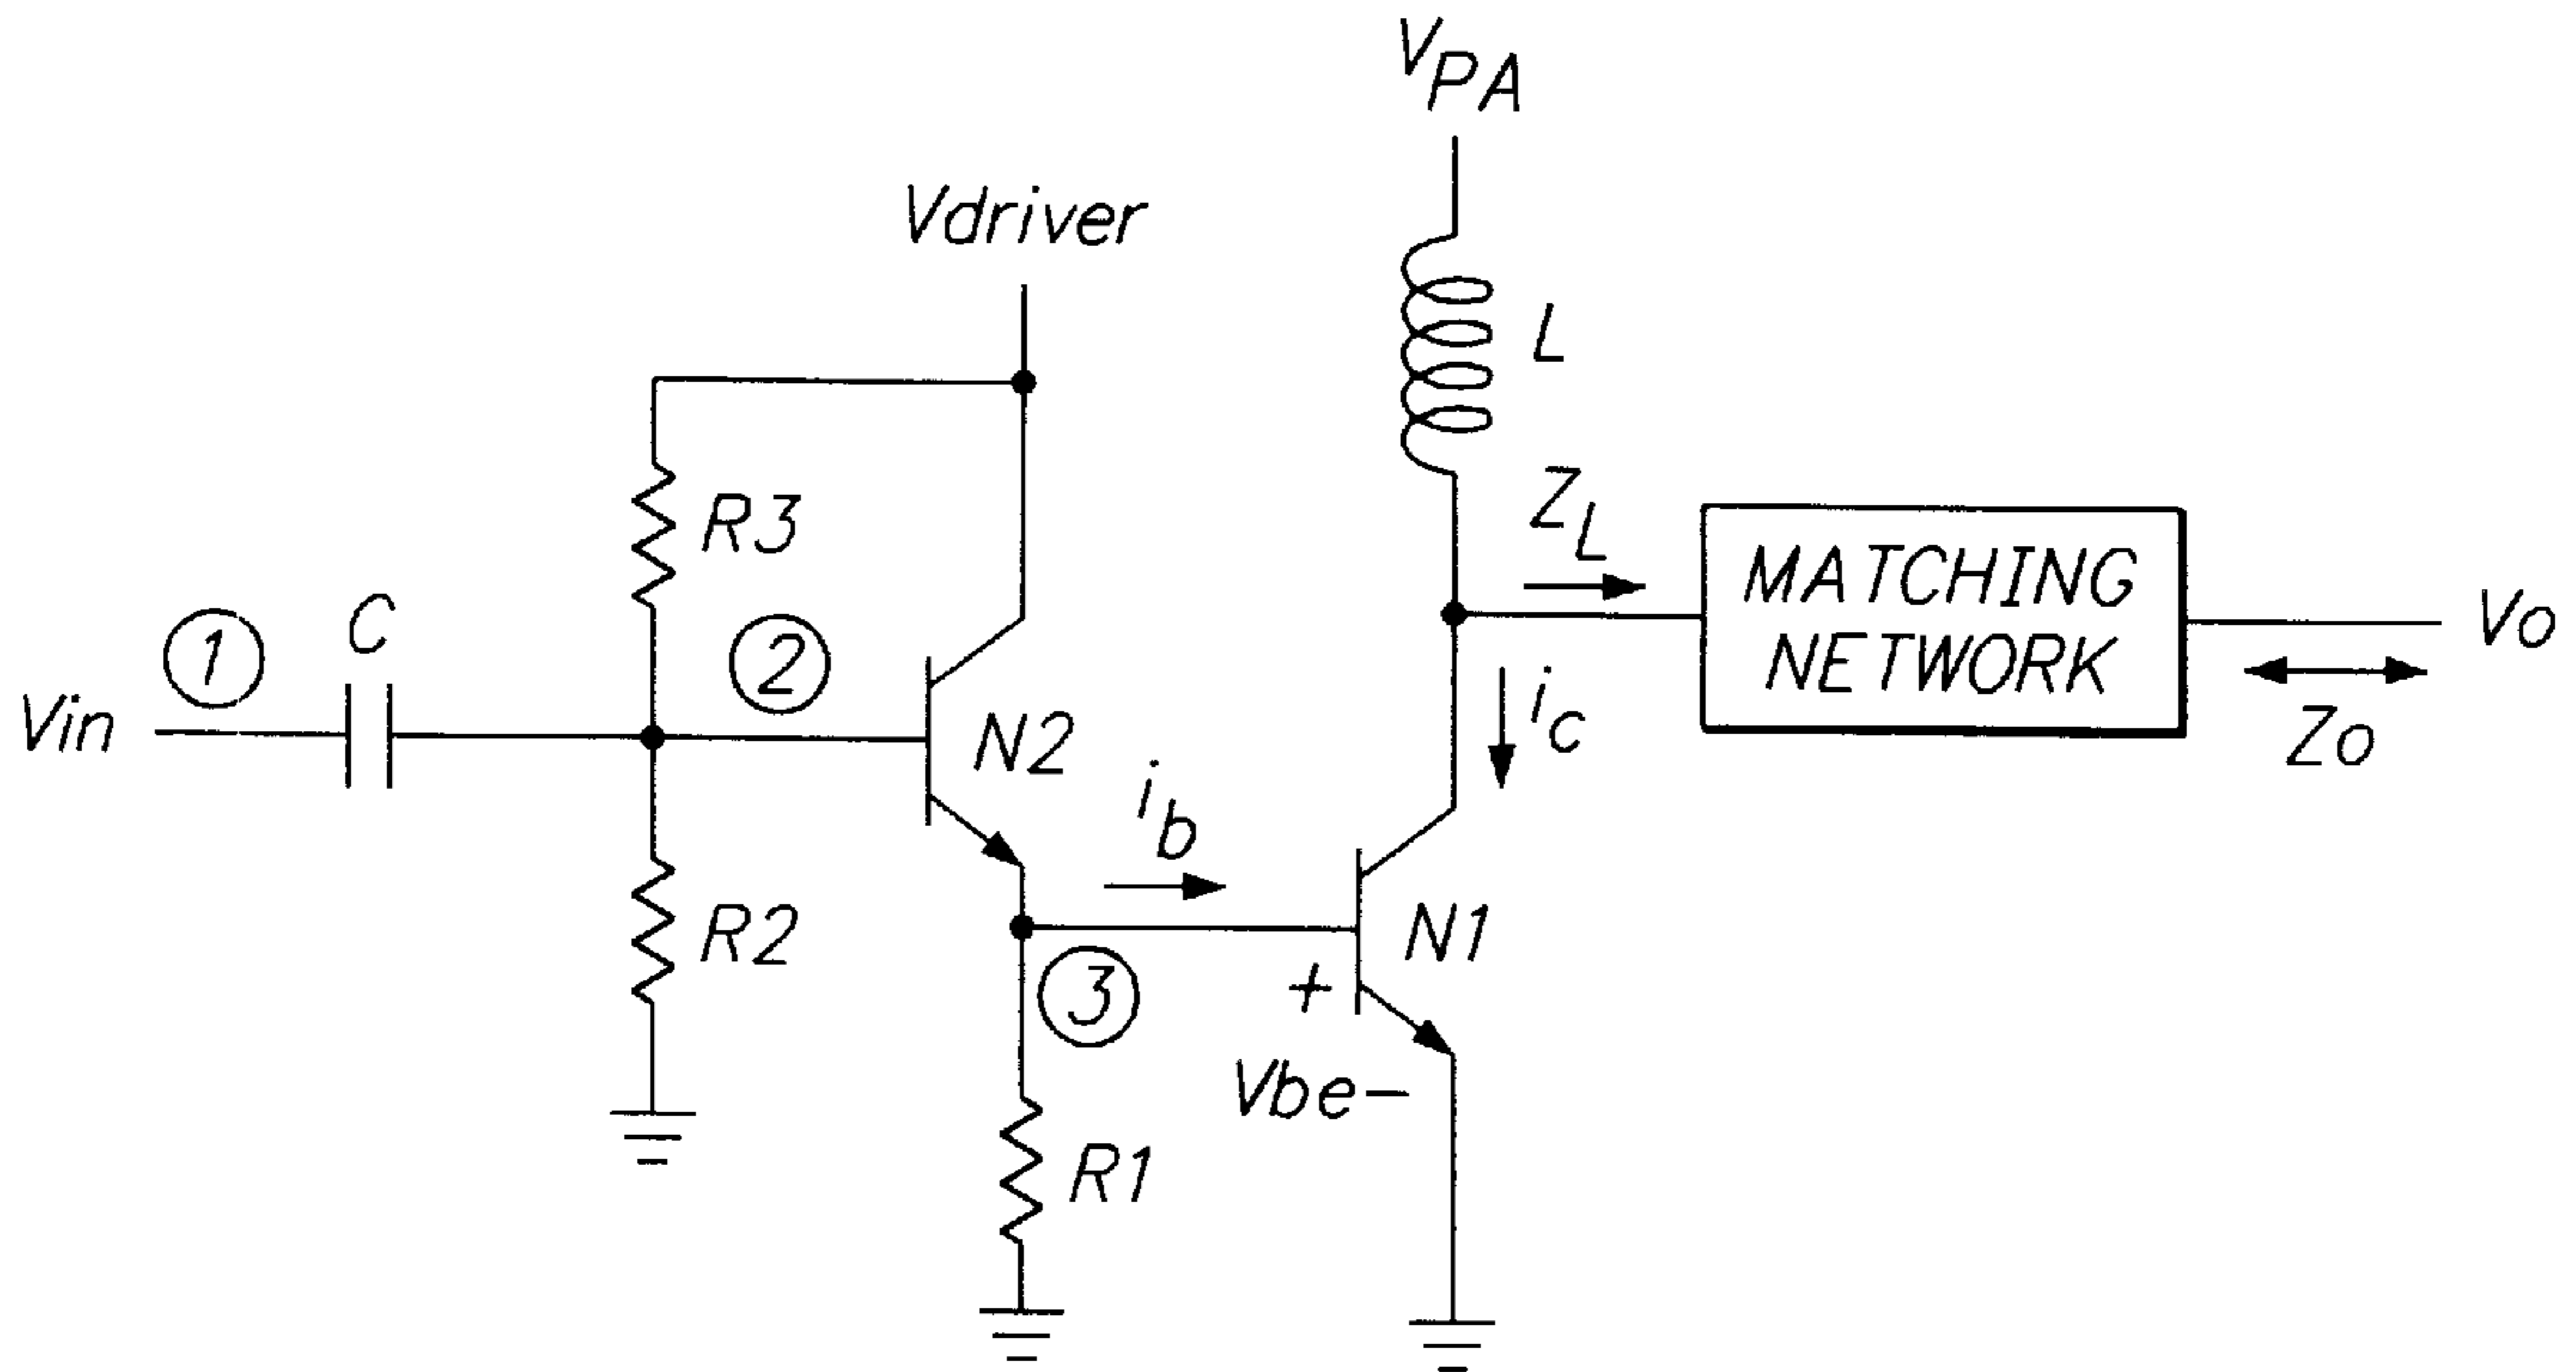 VPA
Vdriver
L
ZL
R3
MATCHING
NETWORK
C
1
2
Vo
Vin
N2
ic
Zo
ib
R2
N1
3
+
Vbe-
R1